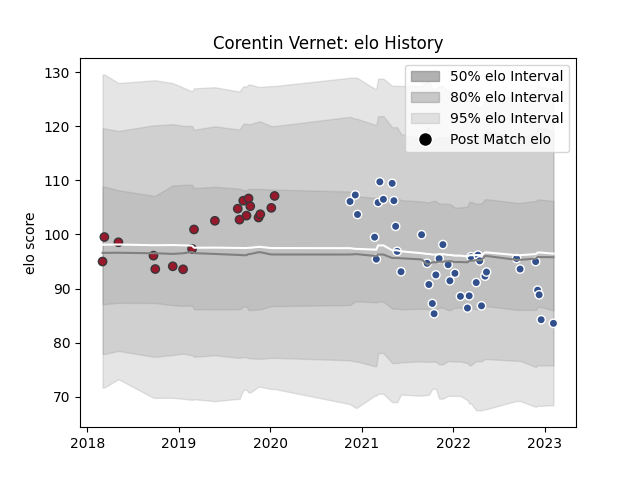 Corentin Vernet: elo History
elo score
130
120
110
100
90
80
70
2018
2019
2020
2021
2022
2023
50% elo Interval
80% elo Interval
95% elo Interval
Post Match elo